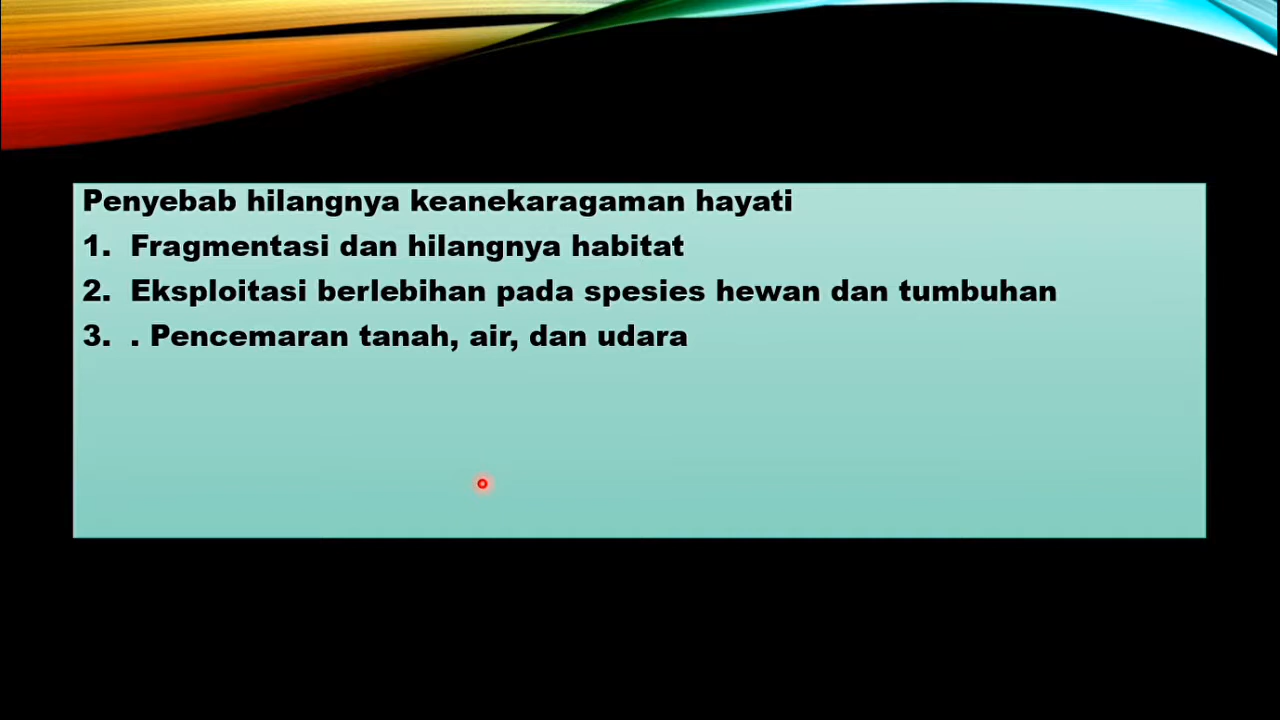 Penyebab hilangnya keanekaragaman hayati
1. Fragmentasi dan hilangnya habitat
2. Eksploitasi berlebihan pada spesies hewan dan tumbuhan
3. . Pencemaran tanah, air, dan udara